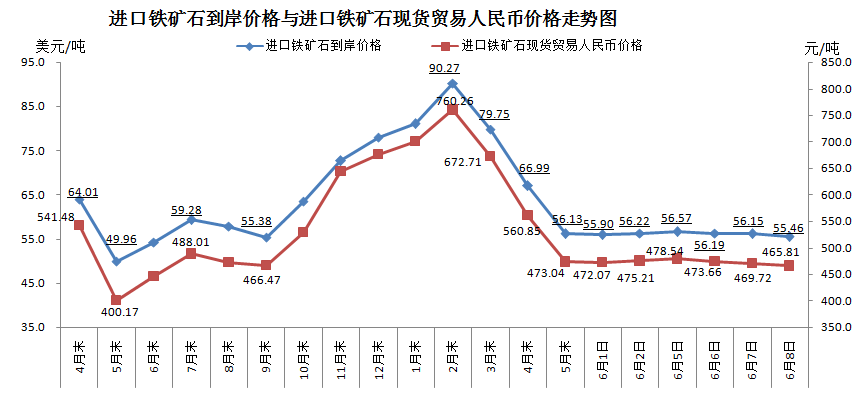 进口铁矿石到岸价格与进口铁矿石现货贸易人民币价格走势图
美元/吨
进口铁矿石到岸价格
进口铁矿石现货贸易人民币价格
元/吨
95.0
85.0
75.0
65.0
55.0
45.0
35.0
850.0
800.0
750.0
700.0
650.0
600.0
550.0
500.0
450.0
400.0
350.0
64.01
49.96
59.28
55.38
90.27
79.75
66.99
56.13
55.90
56.22
56.57
56.19
56.15
55.46
541.48
400.17
488.01
466.47
760.26
672.71
560.85
473.04
472.07
475.21
478.54
473.66
469.72
465.81
4月末
5月末
6月末
7月末
8月末
9月末
10月末
11月末
12月末
1月末
2月末
3月末
4月末
5月末
6月1日
6月2日
6月5日
6月6日
6月7日
6月8日